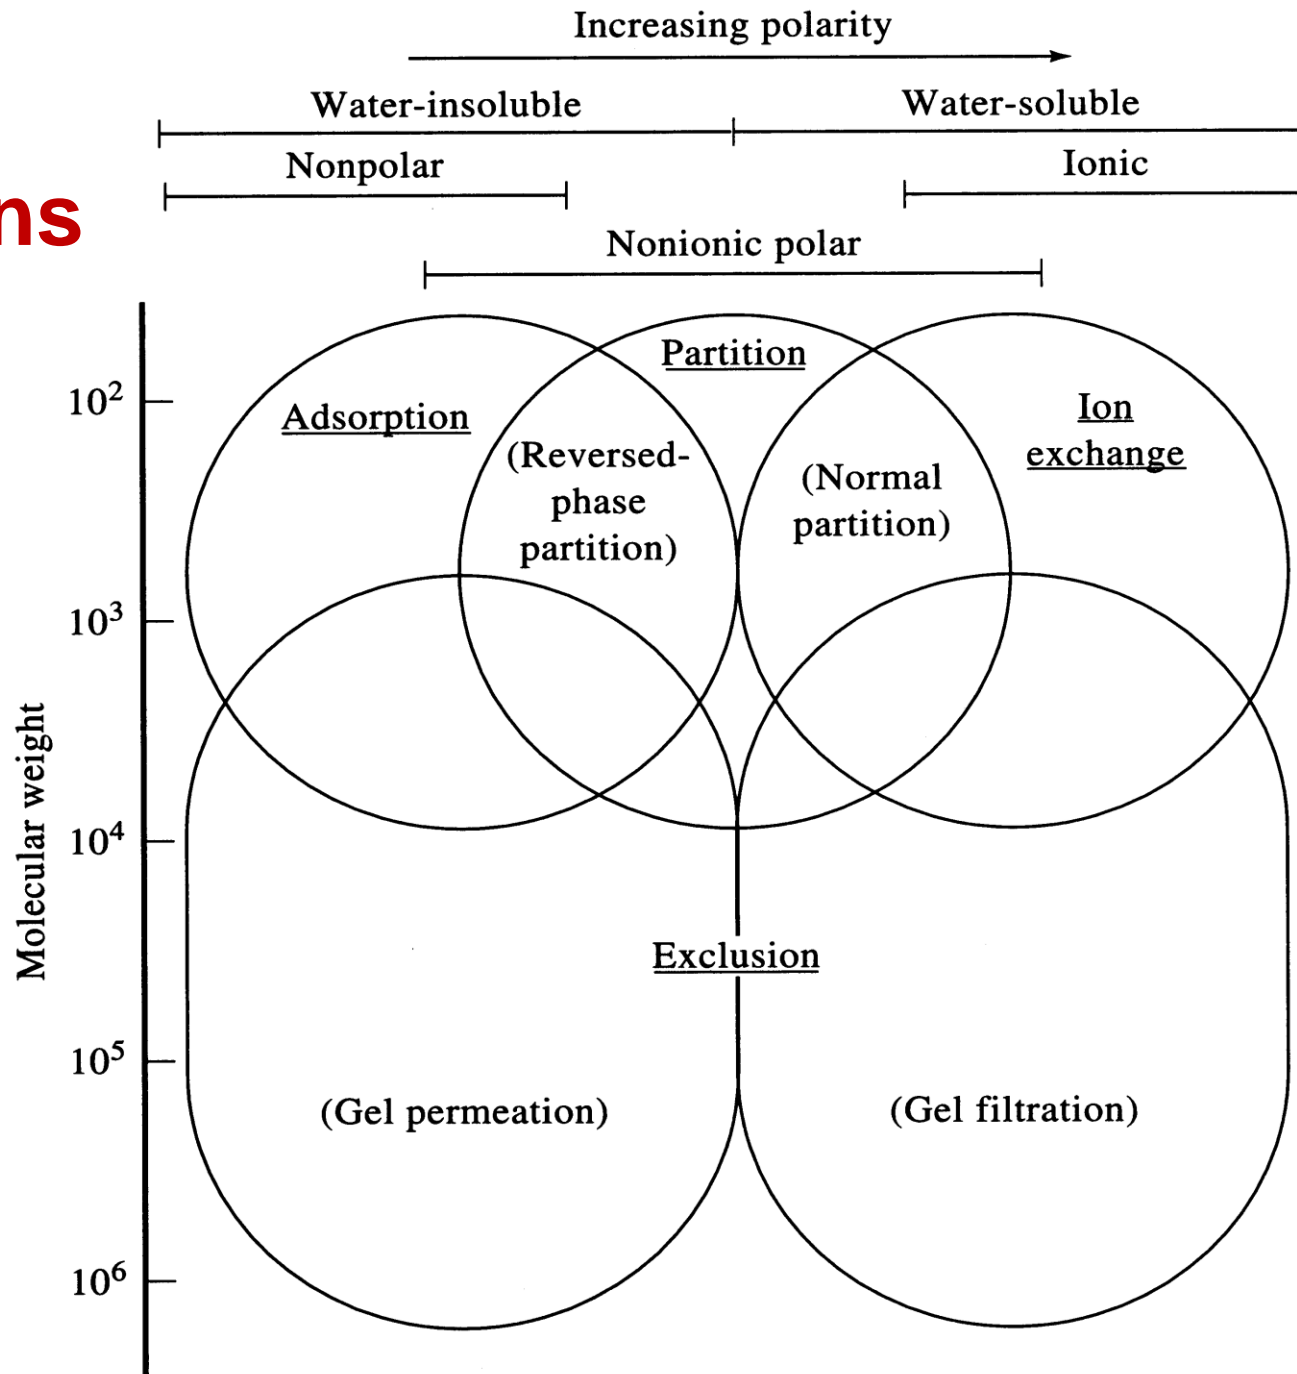 Increasing polarity
Water-insoluble
Water-soluble
Nonpolar
Ionic
ns
Nonionic polar
Partition
Adsorption
Ion
exchange
(Reversed-
phase
partition)
(Normal
partition)
10²
10³
10⁴
10⁵
10⁶
Molecular weight
Exclusion
(Gel permeation)
(Gel filtration)